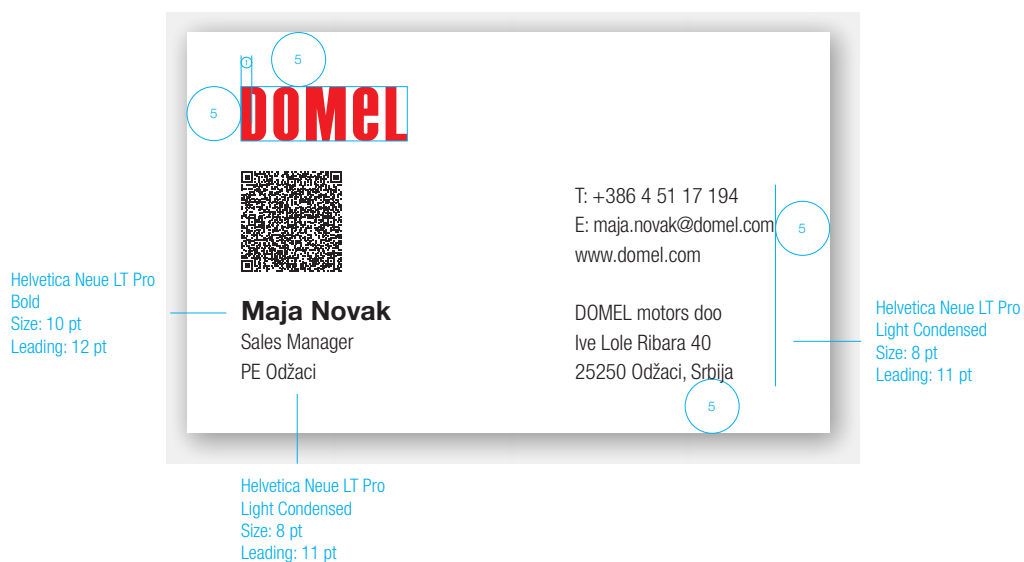 5
5
DOMEL
T: +386 4 51 17 194
E: maja.novak@domel.com
www.domel.com
5
Helvetica Neue LT Pro
Bold
Size: 10 pt
Leading: 12 pt
Maja Novak
Sales Manager
PE Odžaci
DOMEL motors doo
Ive Lole Ribara 40
25250 Odžaci, Srbija
5
Helvetica Neue LT Pro
Light Condensed
Size: 8 pt
Leading: 11 pt
Helvetica Neue LT Pro
Light Condensed
Size: 8 pt
Leading: 11 pt